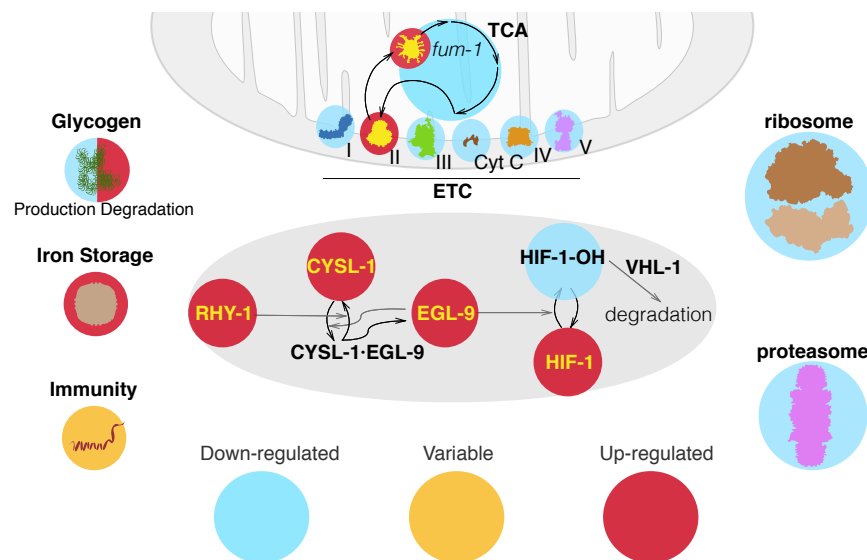 TCA
fum-1
I
II
III
Cyt C
IV
V
ETC
Glycogen
Production Degradation
ribosome
Iron Storage
CYSL-1
HIF-1-OH
VHL-1
RHY-1
EGL-9
degradation
CYSL-1·EGL-9
HIF-1
proteasome
Immunity
Down-regulated
Variable
Up-regulated